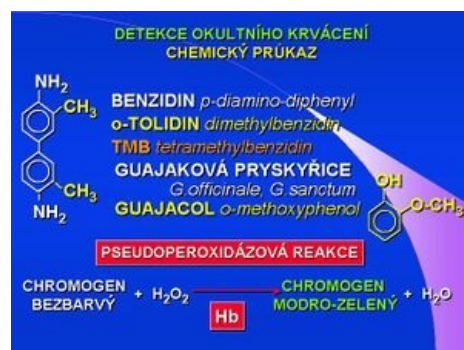 DETEKCE OKULTNÍHO KRVÁCENÍ
CHEMICKÝ PRŮKAZ
NH₂
CH₃
BENZIDIN p-diamino-diphenyl
o-TOLIDIN dimethylbenzidin
TMB tetramethylbenzidin
GUAJAKOVÁ PRYSKYŘICE
G.officinale, G.sanctum
GUAJACOL o-methoxyphenol
CH₃
NH₂
OH
O-CH₃
PSEUDOPEROXIDÁZOVÁ REAKCE
CHROMOGEN BEZBARVÝ + H₂O₂ Hb CHROMOGEN MODRO-ZELENÝ + H₂O